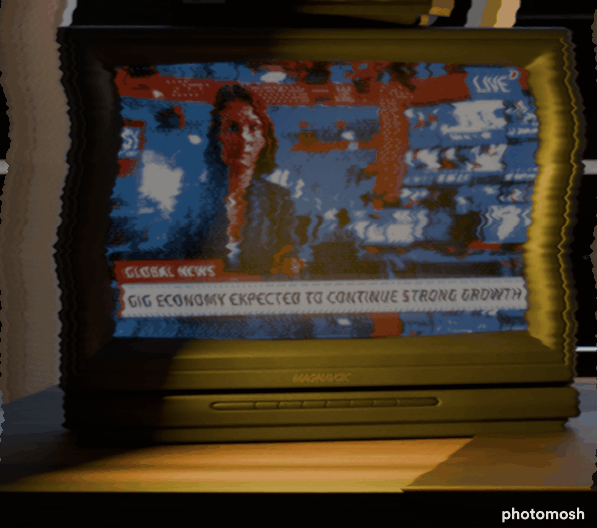 LIVE
GLOBAL NEWS
GIG ECONOMY EXPECTED TO CONTINUE STRONG GROWTH
MAGNAVOX
photomosh